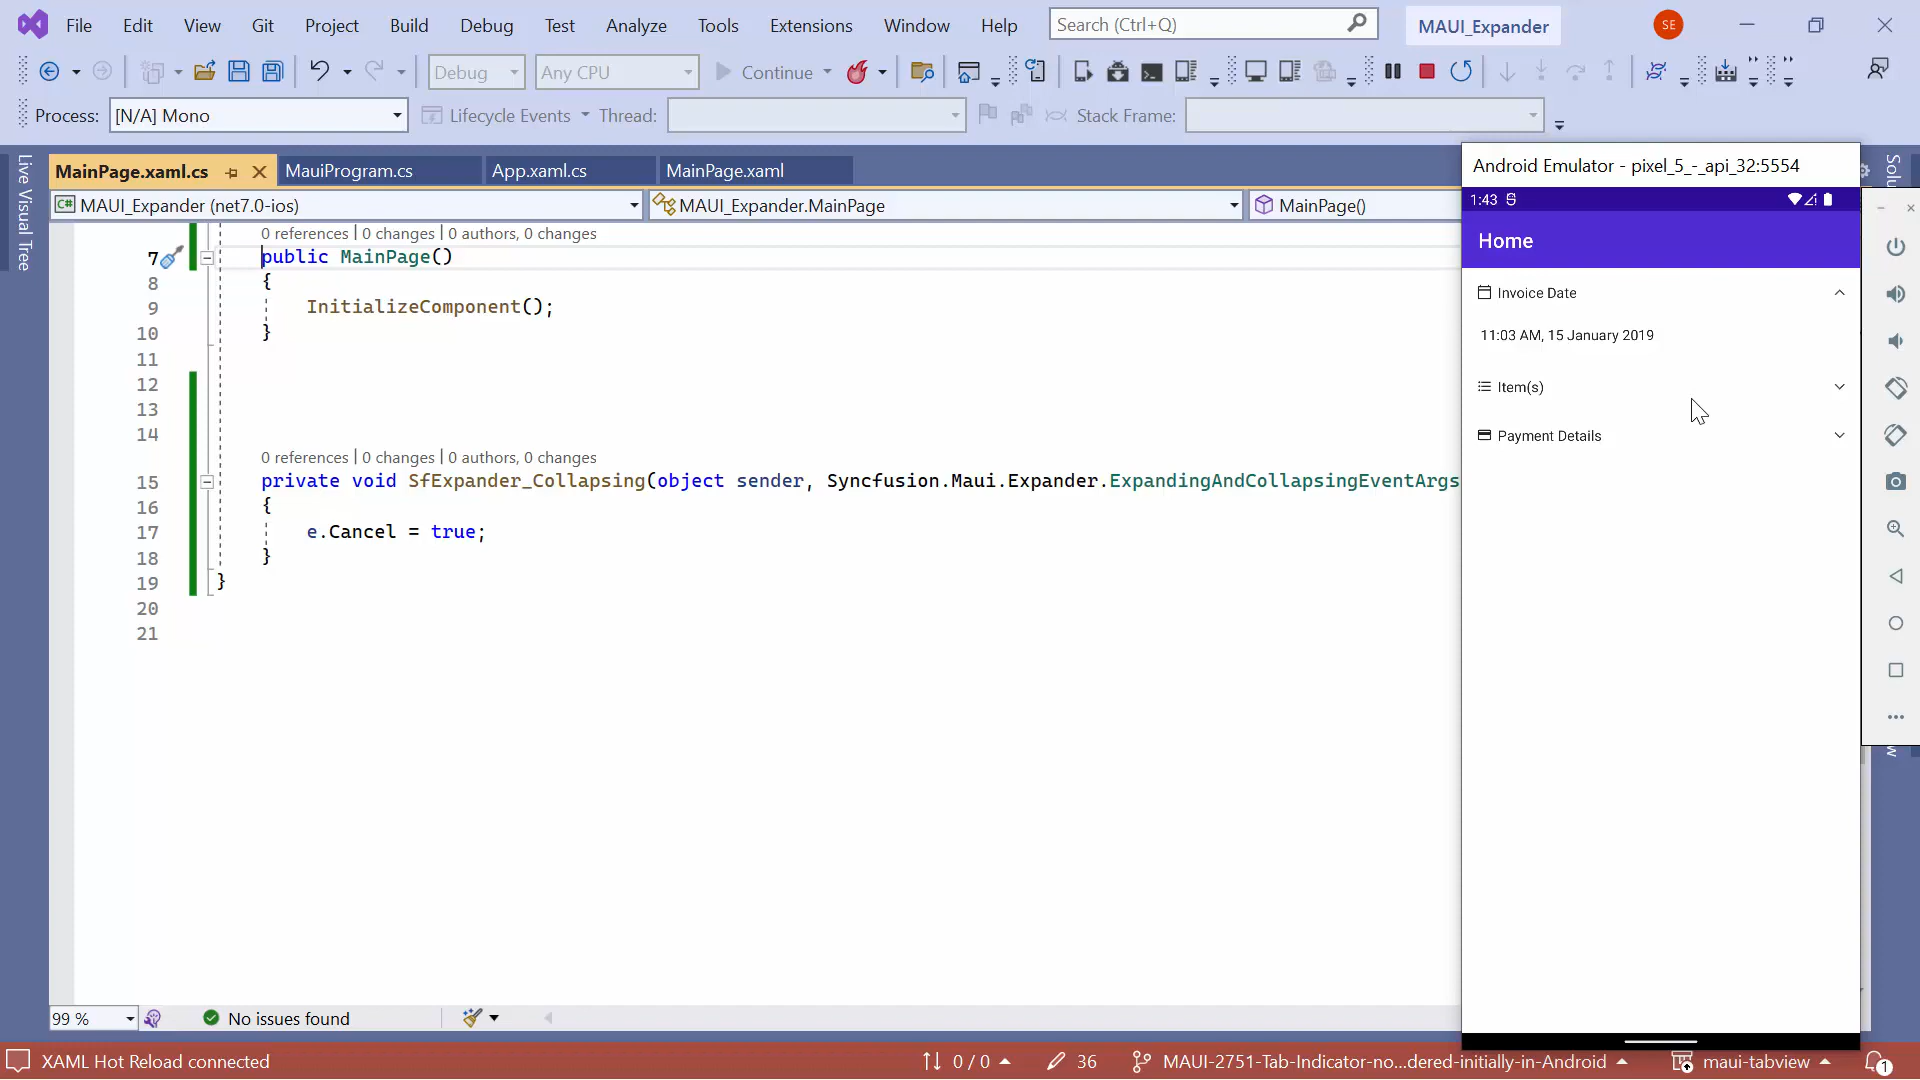 File Edit View Git Project Build Debug Test Analyze Tools Extensions Window Help Search (Ctrl+Q) MAUI_Expander SE
Debug Any CPU Continue
Process: [N/A] Mono Lifecycle Events Thread: Stack Frame:
Live Visual Tree
MainPage.xaml.cs MauiProgram.cs App.xaml.cs MainPage.xaml
MAUI_Expander (net7.0-ios) MAUI_Expander.MainPage MainPage()
0 references | 0 changes | 0 authors, 0 changes
7 public MainPage()
8 {
9 InitializeComponent();
10 }
11
12
13
14
0 references | 0 changes | 0 authors, 0 changes
15 private void SfExpander_Collapsing(object sender, Syncfusion.Maui.Expander.ExpandingAndCollapsingEventArgs
16 {
17 e.Cancel = true;
18 }
19 }
20
21
Android Emulator - pixel_5_-_api_32:5554
1:43
Home
Invoice Date
11:03 AM, 15 January 2019
Item(s)
Payment Details
99 % No issues found
XAML Hot Reload connected 0 / 0 36 MAUI-2751-Tab-Indicator-no...dered-initially-in-Android maui-tabview 1